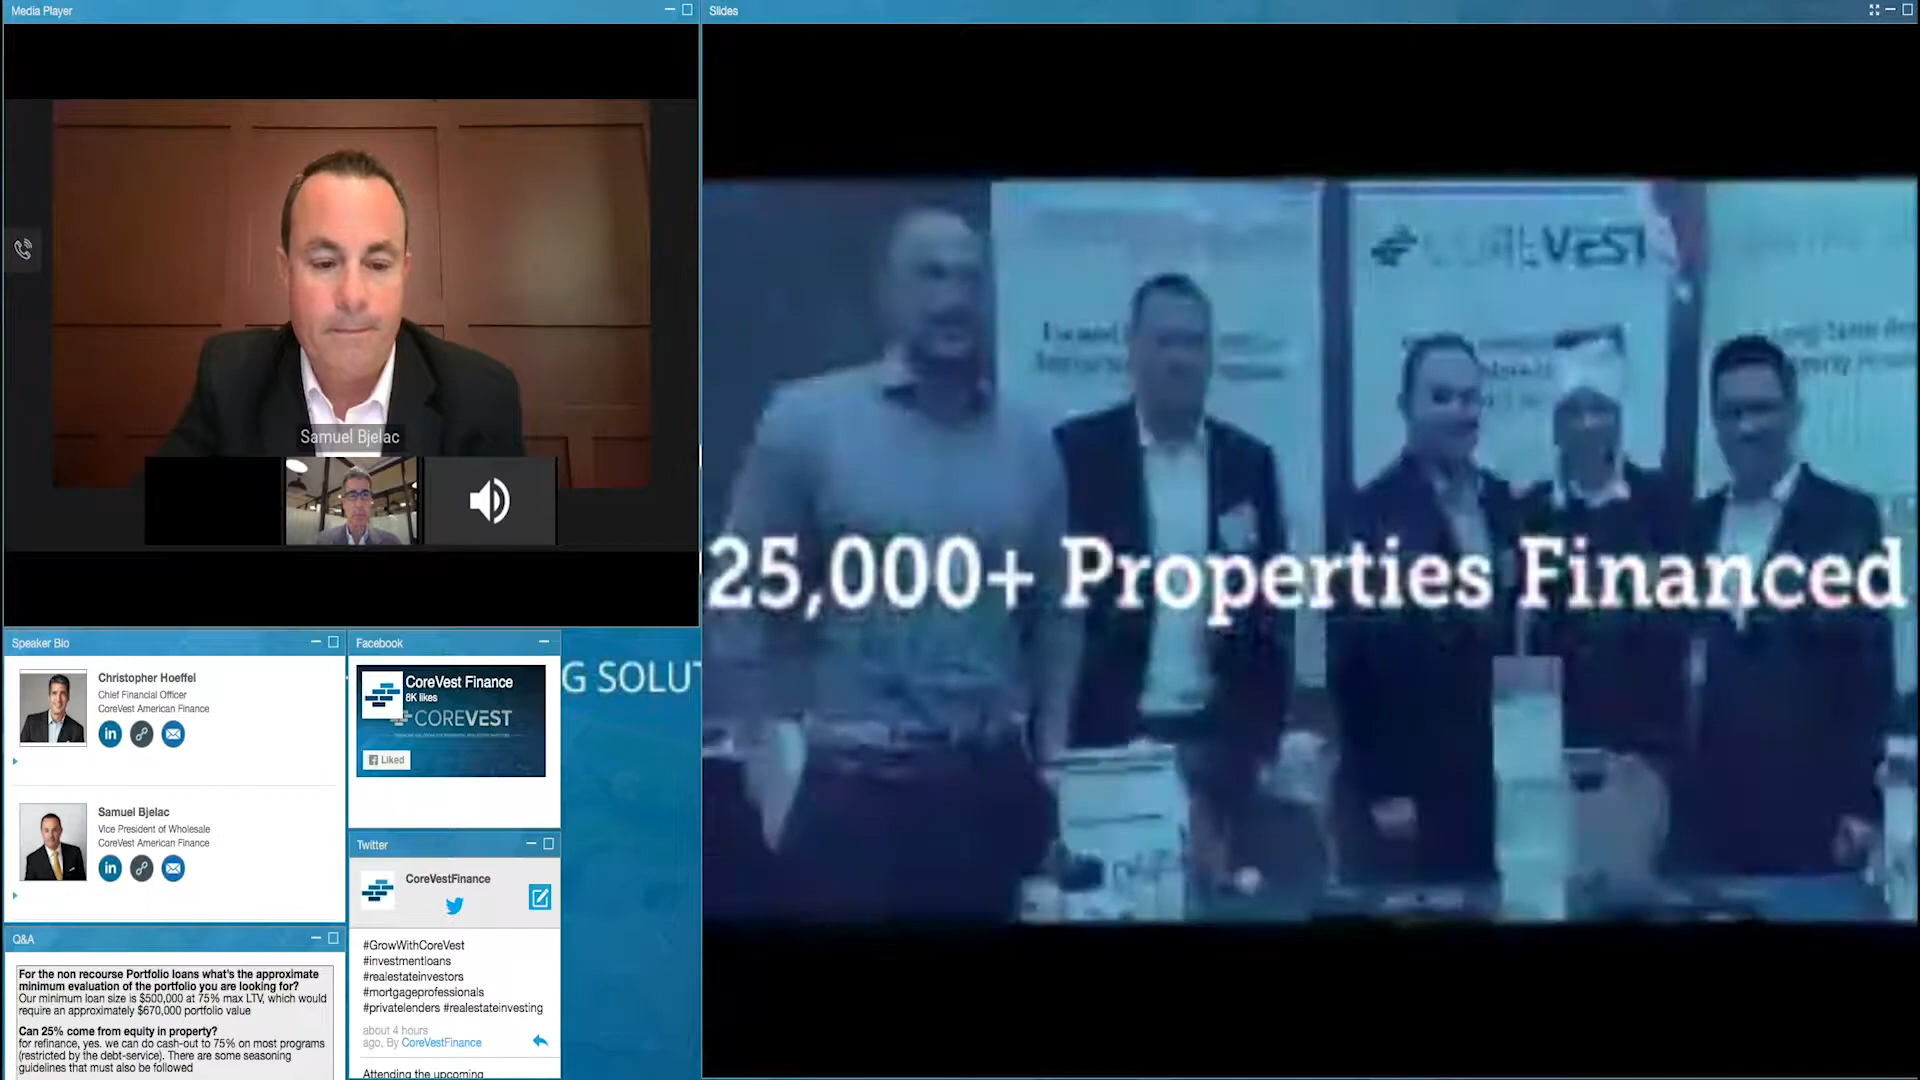 Media Player
Samuel Bjelac
Slides
COREVEST
25,000+ Properties Financed
Speaker Bio
Christopher Hoeffel
Chief Financial Officer
CoreVest American Finance
in
Samuel Bjelac
Vice President of Wholesale
CoreVest American Finance
in
Q&A
For the non recourse Portfolio loans what's the approximate
minimum evaluation of the portfolio you are looking for?
Our minimum loan size is $500,000 at 75% max LTV, which would
require an approximately $670,000 portfolio value
Can 25% come from equity in property?
for refinance, yes. we can do cash-out to 75% on most programs
(restricted by the debt-service). There are some seasoning
guidelines that must also be followed
Facebook
CoreVest Finance
8K likes
COREVEST
Liked
G SOLUT
Twitter
CoreVestFinance
#GrowWithCoreVest
#investmentloans
#realestateinvestors
#mortgageprofessionals
#privatelenders #realestateinvesting
about 4 hours
ago, By CoreVestFinance
Attending the upcoming